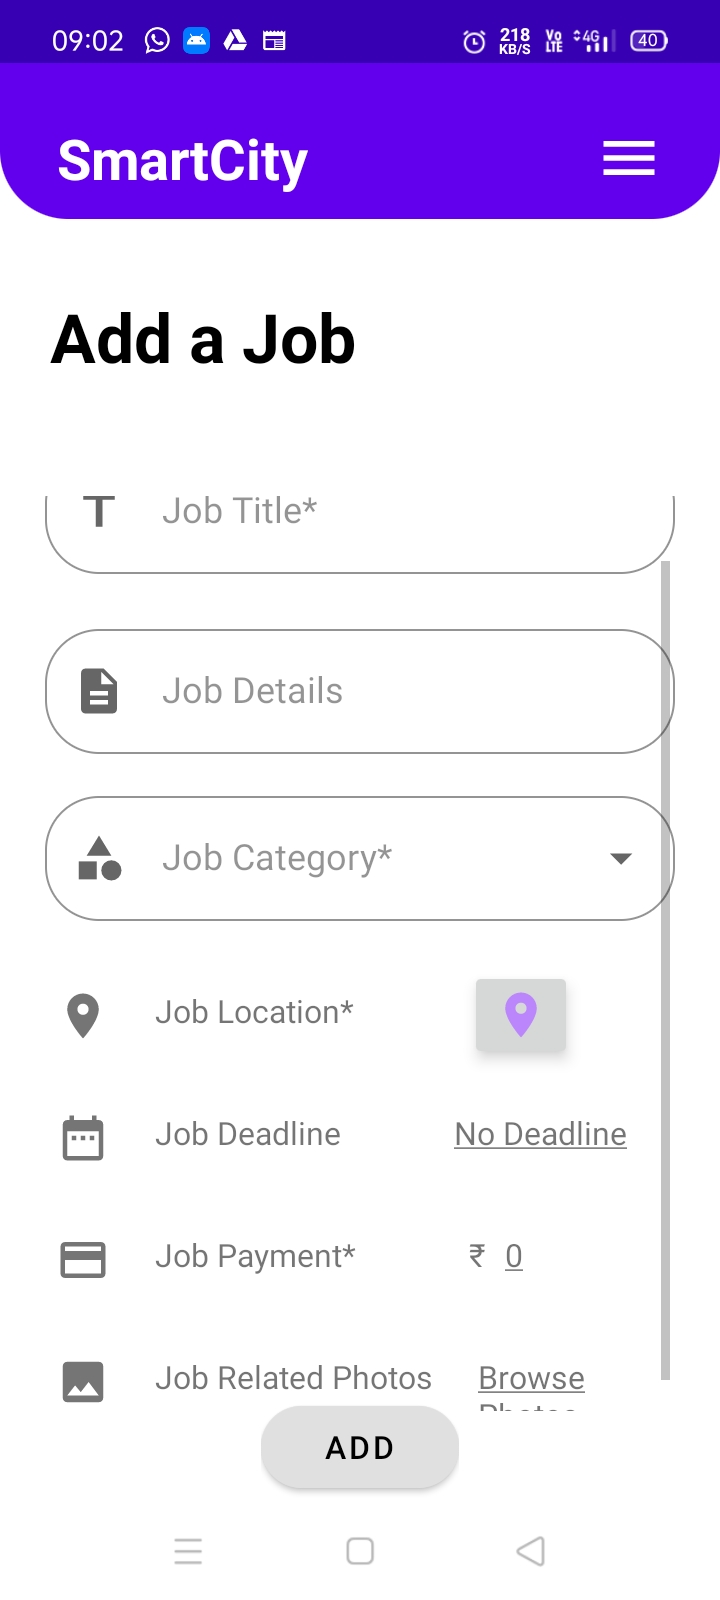 09:02 218 KB/S Vo LTE 4G 40
SmartCity
Add a Job
Job Title*
Job Details
Job Category*
Job Location*
Job Deadline No Deadline
Job Payment* ₹ 0
Job Related Photos Browse
Photos
ADD